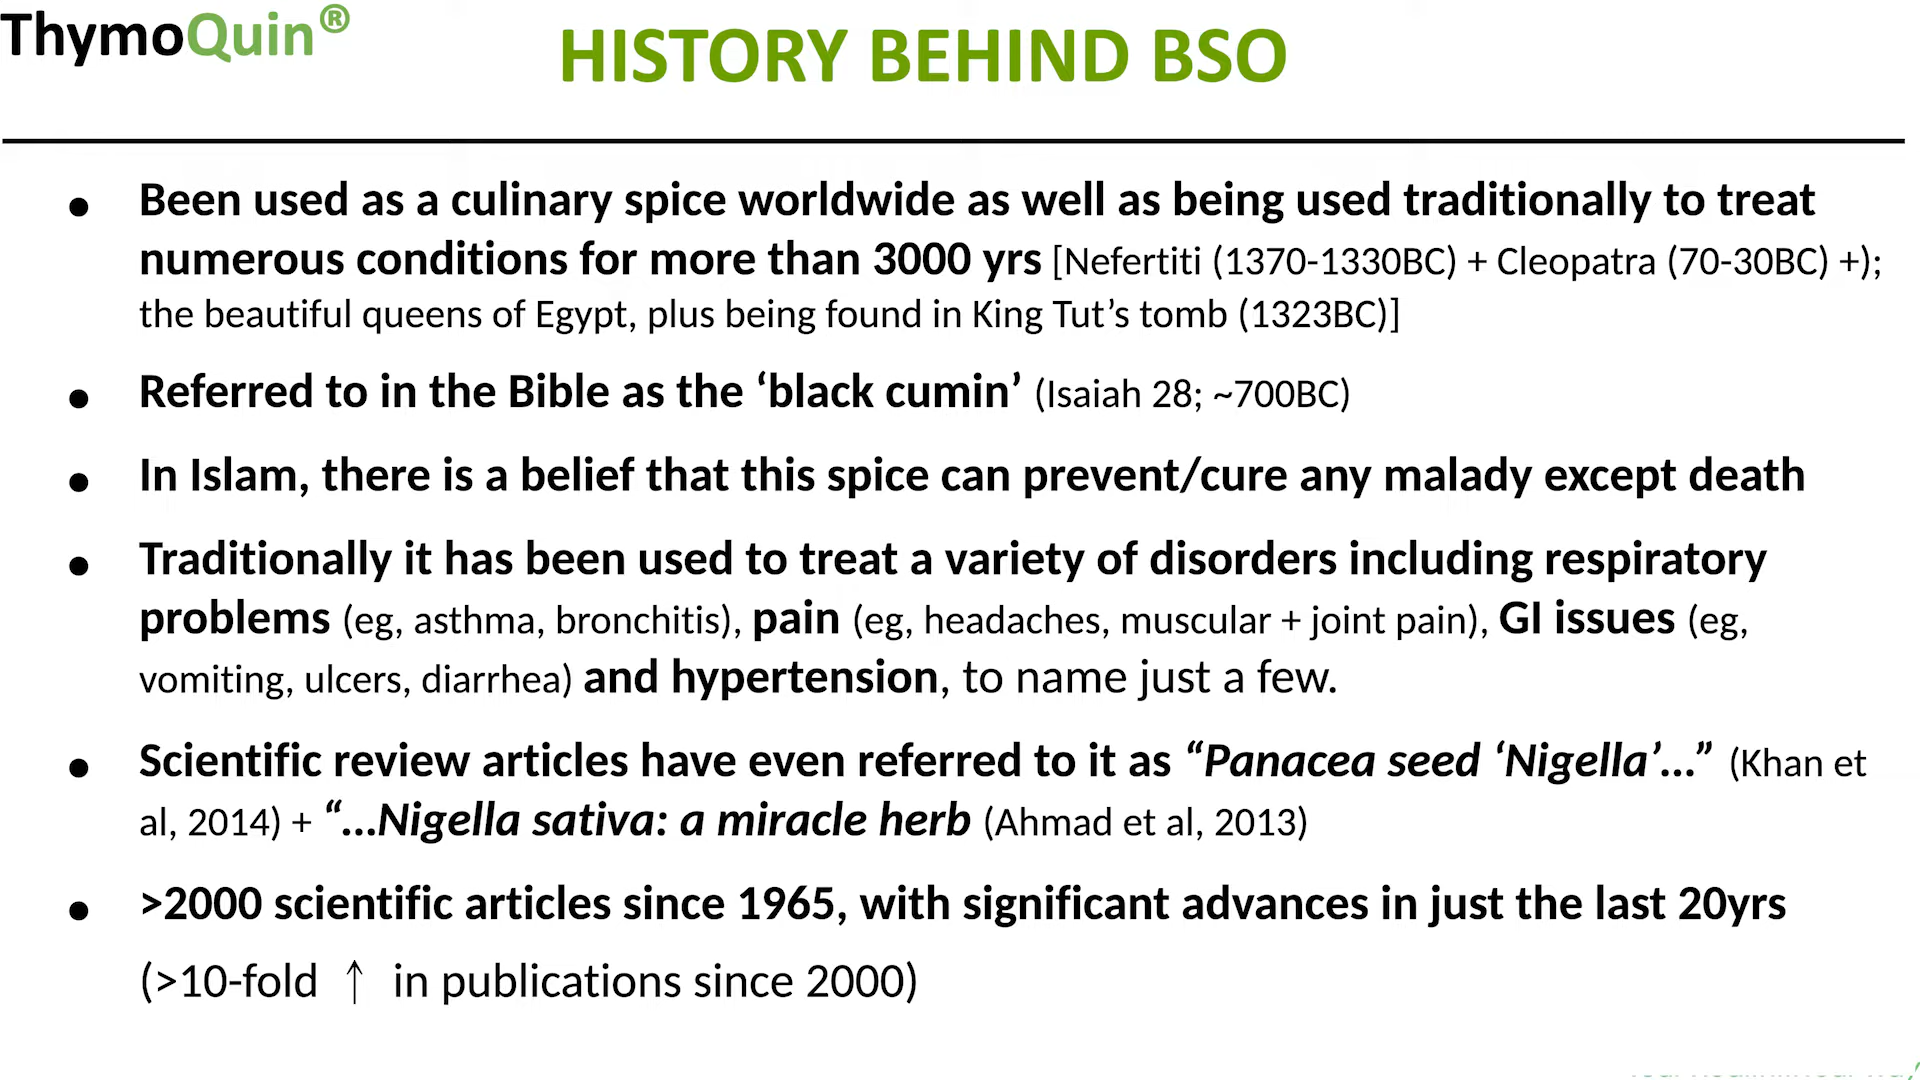 ThymoQuin®
HISTORY BEHIND BSO
• Been used as a culinary spice worldwide as well as being used traditionally to treat
numerous conditions for more than 3000 yrs [Nefertiti (1370-1330BC) + Cleopatra (70-30BC) +);
the beautiful queens of Egypt, plus being found in King Tut’s tomb (1323BC)]
• Referred to in the Bible as the ‘black cumin’ (Isaiah 28; ~700BC)
• In Islam, there is a belief that this spice can prevent/cure any malady except death
• Traditionally it has been used to treat a variety of disorders including respiratory
problems (eg, asthma, bronchitis), pain (eg, headaches, muscular + joint pain), GI issues (eg,
vomiting, ulcers, diarrhea) and hypertension, to name just a few.
• Scientific review articles have even referred to it as “Panacea seed ‘Nigella’...” (Khan et
al, 2014) + “...Nigella sativa: a miracle herb (Ahmad et al, 2013)
• >2000 scientific articles since 1965, with significant advances in just the last 20yrs
(>10-fold ↑ in publications since 2000)